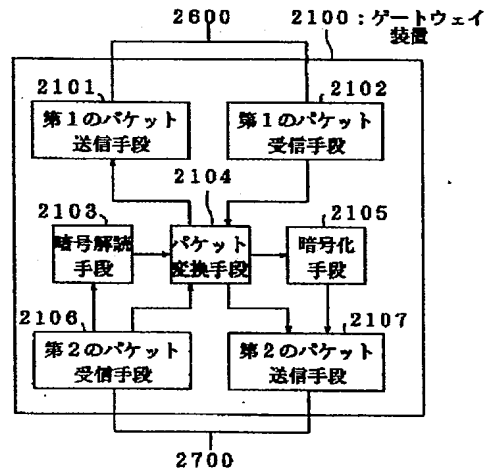 2600
2100：ゲートウェイ
装置
2101
2102
第1のパケット
送信手段
第1のパケット
受信手段
2104
2103
2105
暗号解読
手段
パケット
変換手段
暗号化
手段
2106
2107
第2のパケット
受信手段
第2のパケット
送信手段
2700